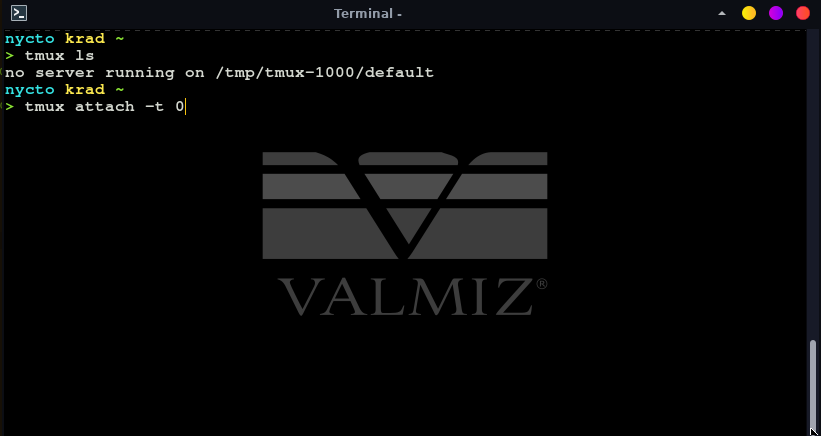 Terminal -
nycto krad ~
> tmux ls
no server running on /tmp/tmux-1000/default
nycto krad ~
> tmux attach -t 0
VALMIZ®